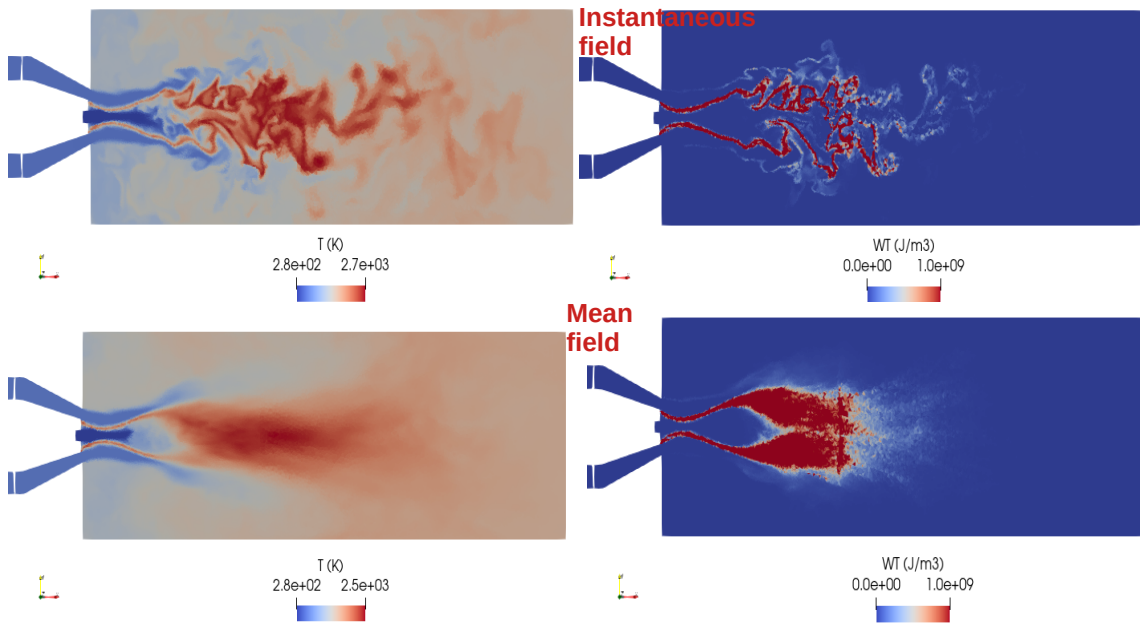 Instantaneous
field
T (K)
2.8e+02 2.7e+03
WT (J/m3)
0.0e+00 1.0e+09
Mean
field
T (K)
2.8e+02 2.5e+03
WT (J/m3)
0.0e+00 1.0e+09